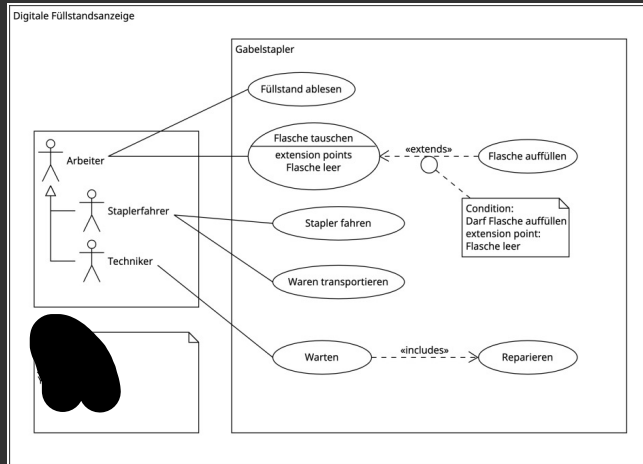 Digitale Füllstandsanzeige
Gabelstapler
Füllstand ablesen
Flasche tauschen
extension points
Flasche leer
«extends»
Flasche auffüllen
Arbeiter
Condition:
Darf Flasche auffüllen
extension point:
Flasche leer
Staplerfahrer
Stapler fahren
Techniker
Waren transportieren
Warten
«includes»
Reparieren